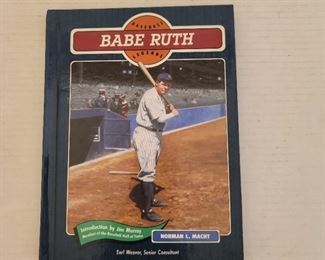 BASEBALL
BABE RUTH
LEGENDS
Introduction by Jim Murray
Member of the Baseball Hall of Fame
NORMAN L. MACHT
Earl Weaver, Senior Consultant